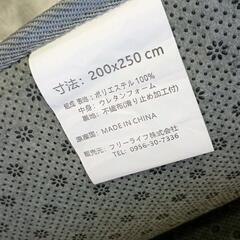 寸法：200x250 cm
組成 表地：ポリエステル100%
中身：ウレタンフォーム
裏地：不織布(滑り止め加工付)
原産国：MADE IN CHINA
販売元：フリーライフ株式会社
TEL：0956-30-7336